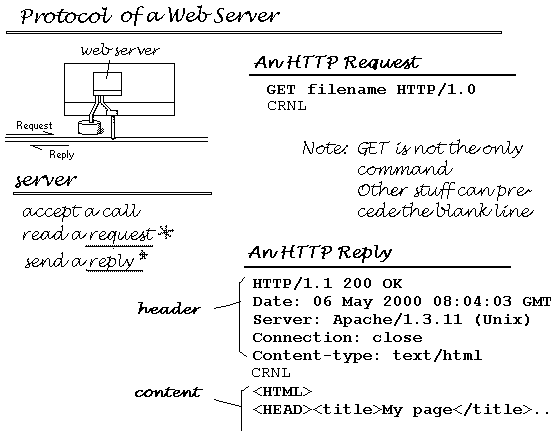 Protocol of a Web Server
web server
Request
Reply
server
accept a call
read a request *
send a reply *
An HTTP Request
GET filename HTTP/1.0
CRNL
Note: GET is not the only
command
Other stuff can pre-
cede the blank line
An HTTP Reply
header
HTTP/1.1 200 OK
Date: 06 May 2000 08:04:03 GMT
Server: Apache/1.3.11 (Unix)
Connection: close
Content-type: text/html
CRNL
content
<HTML>
<HEAD><title>My page</title>..